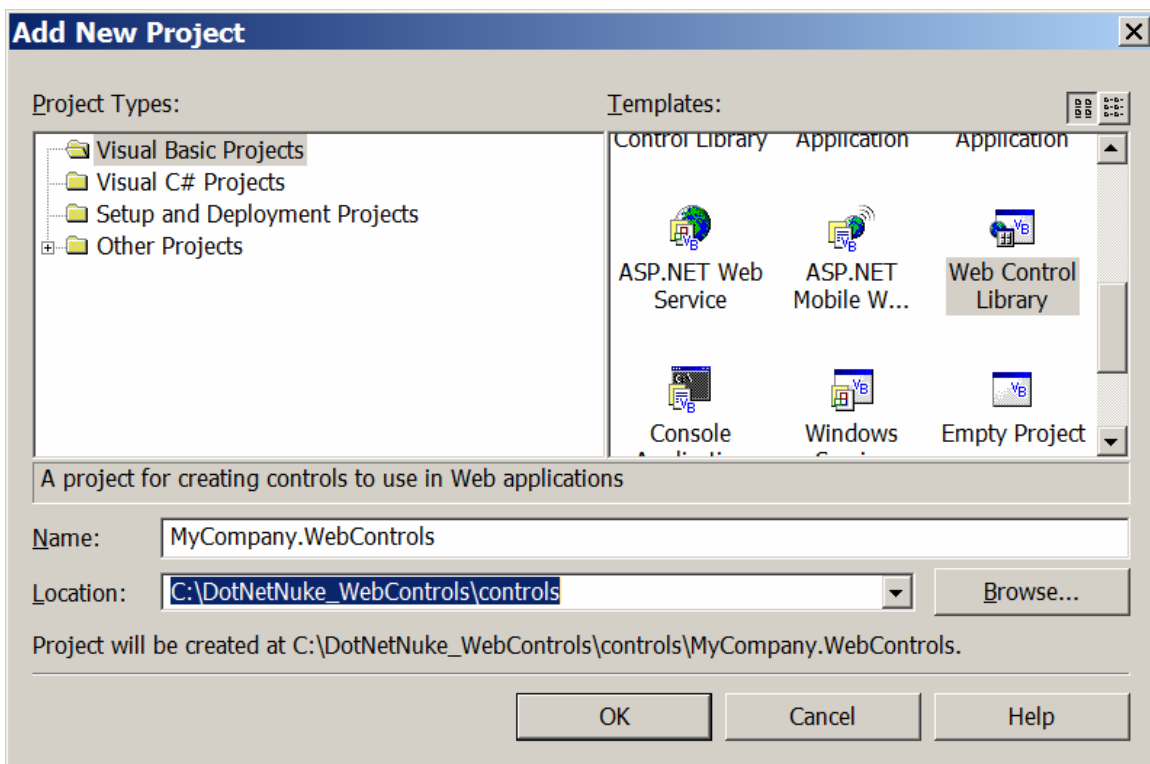 Add New Project
Project Types:
Templates:
Visual Basic Projects
Visual C# Projects
Setup and Deployment Projects
Other Projects
Control Library
Application
Application
ASP.NET Web
Service
ASP.NET
Mobile W...
Web Control
Library
Console
Windows
Empty Project
A project for creating controls to use in Web applications
Name:
MyCompany.WebControls
Location:
C:\DotNetNuke_WebControls\controls
Browse...
Project will be created at C:\DotNetNuke_WebControls\controls\MyCompany.WebControls.
OK
Cancel
Help